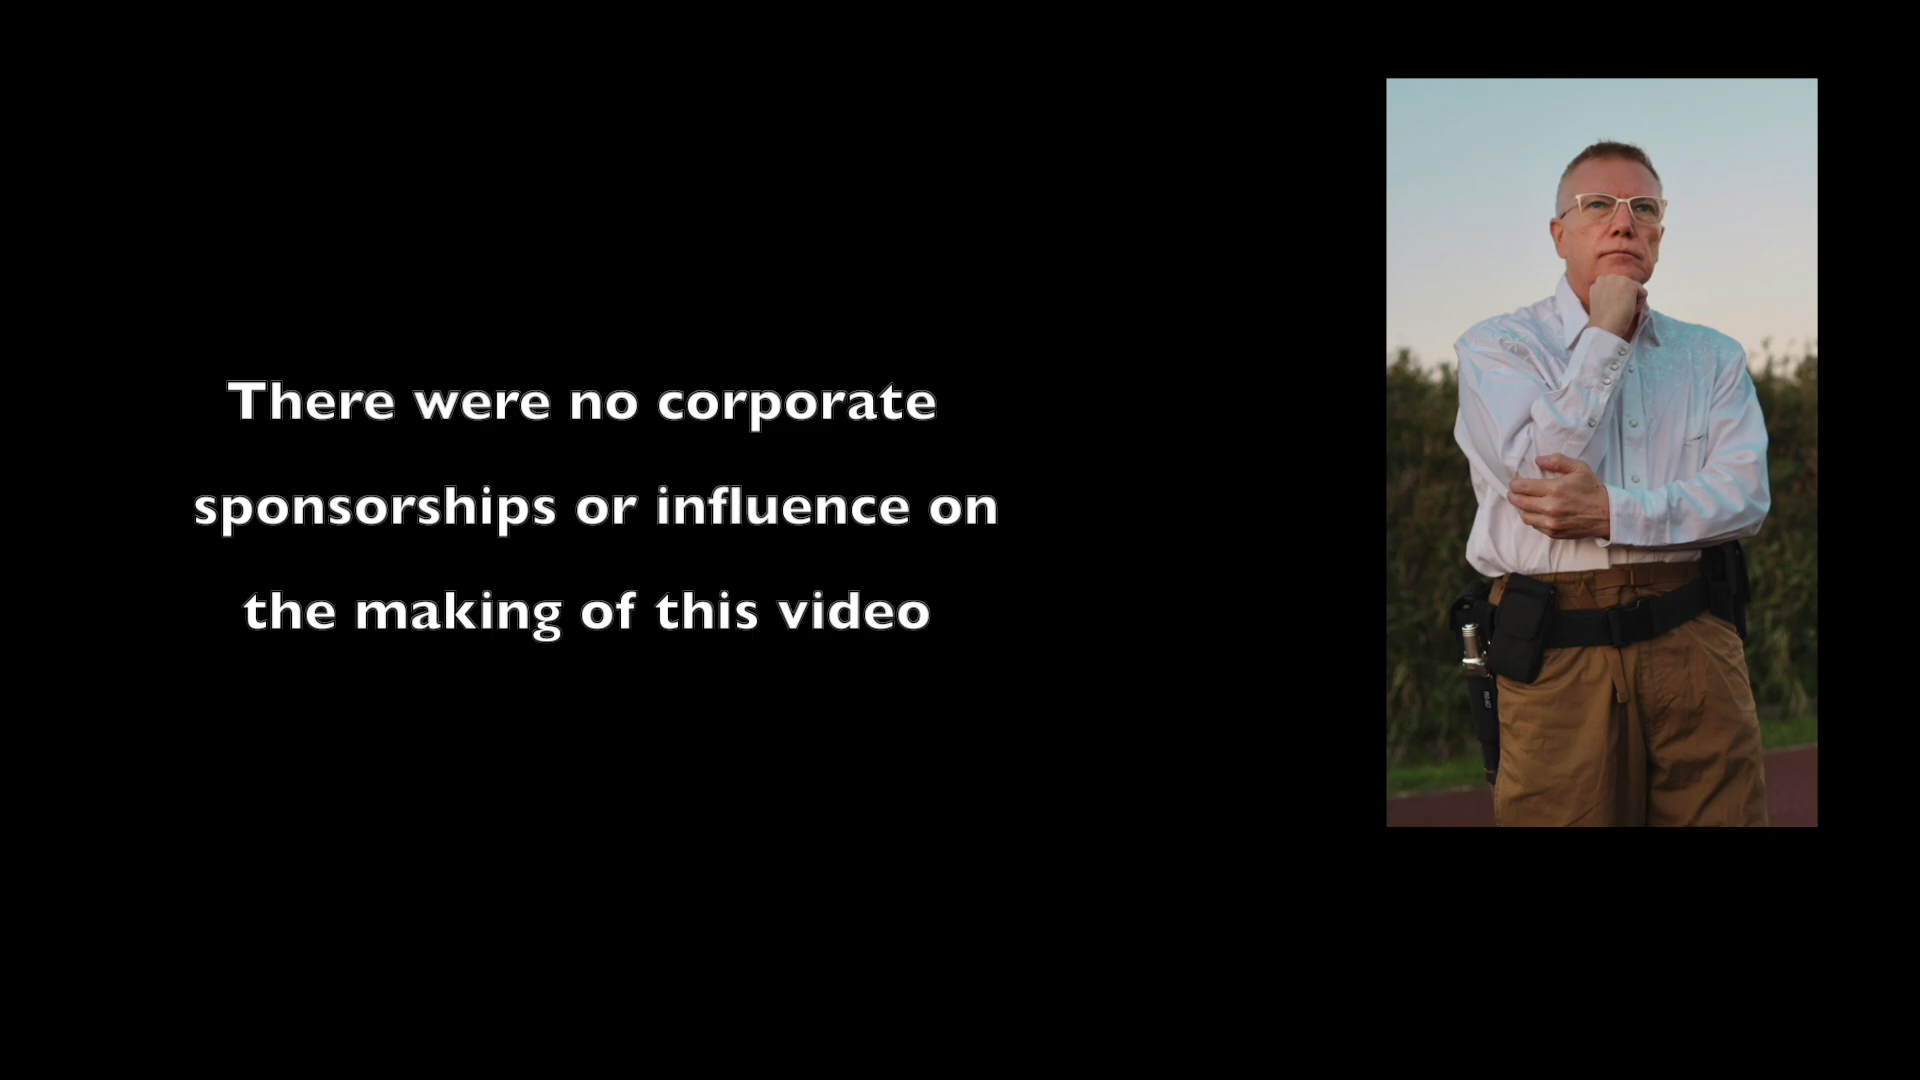 There were no corporate
sponsorships or influence on
the making of this video